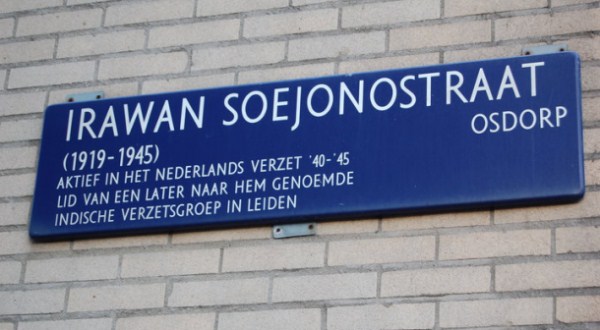 IRAWAN SOEJONOSTRAAT
OSDORP
(1919-1945)
AKTIEF IN HET NEDERLANDS VERZET '40-'45
LID VAN EEN LATER NAAR HEM GENOEMDE
INDISCHE VERZETSGROEP IN LEIDEN